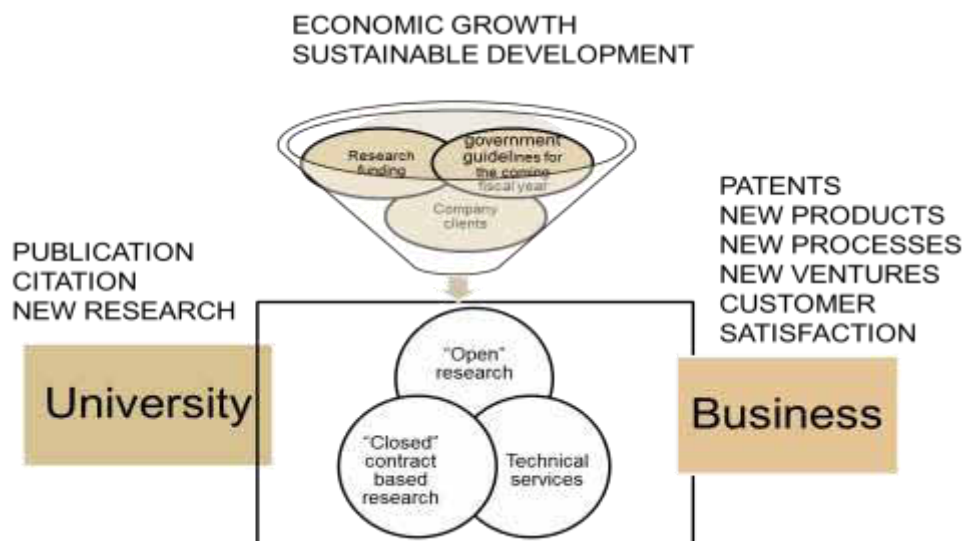 ECONOMIC GROWTH
SUSTAINABLE DEVELOPMENT
Research
funding
government
guidelines for
the coming
fiscal year
Company
clients
PUBLICATION
CITATION
NEW RESEARCH
PATENTS
NEW PRODUCTS
NEW PROCESSES
NEW VENTURES
CUSTOMER
SATISFACTION
University
"Open"
research
"Closed"
contract
based
research
Technical
services
Business